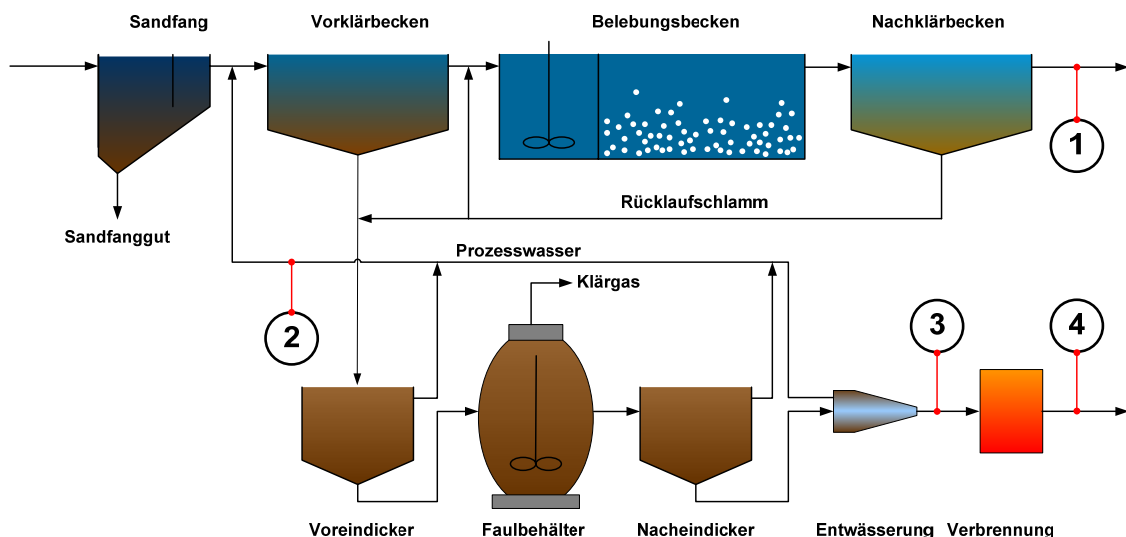 Sandfang
Vorklärbecken
Belebungsbecken
Nachklärbecken
1
Rücklaufschlamm
Sandfanggut
Prozesswasser
Klärgas
2
3
4
Voreindicker
Faulbehälter
Nacheindicker
Entwässerung
Verbrennung